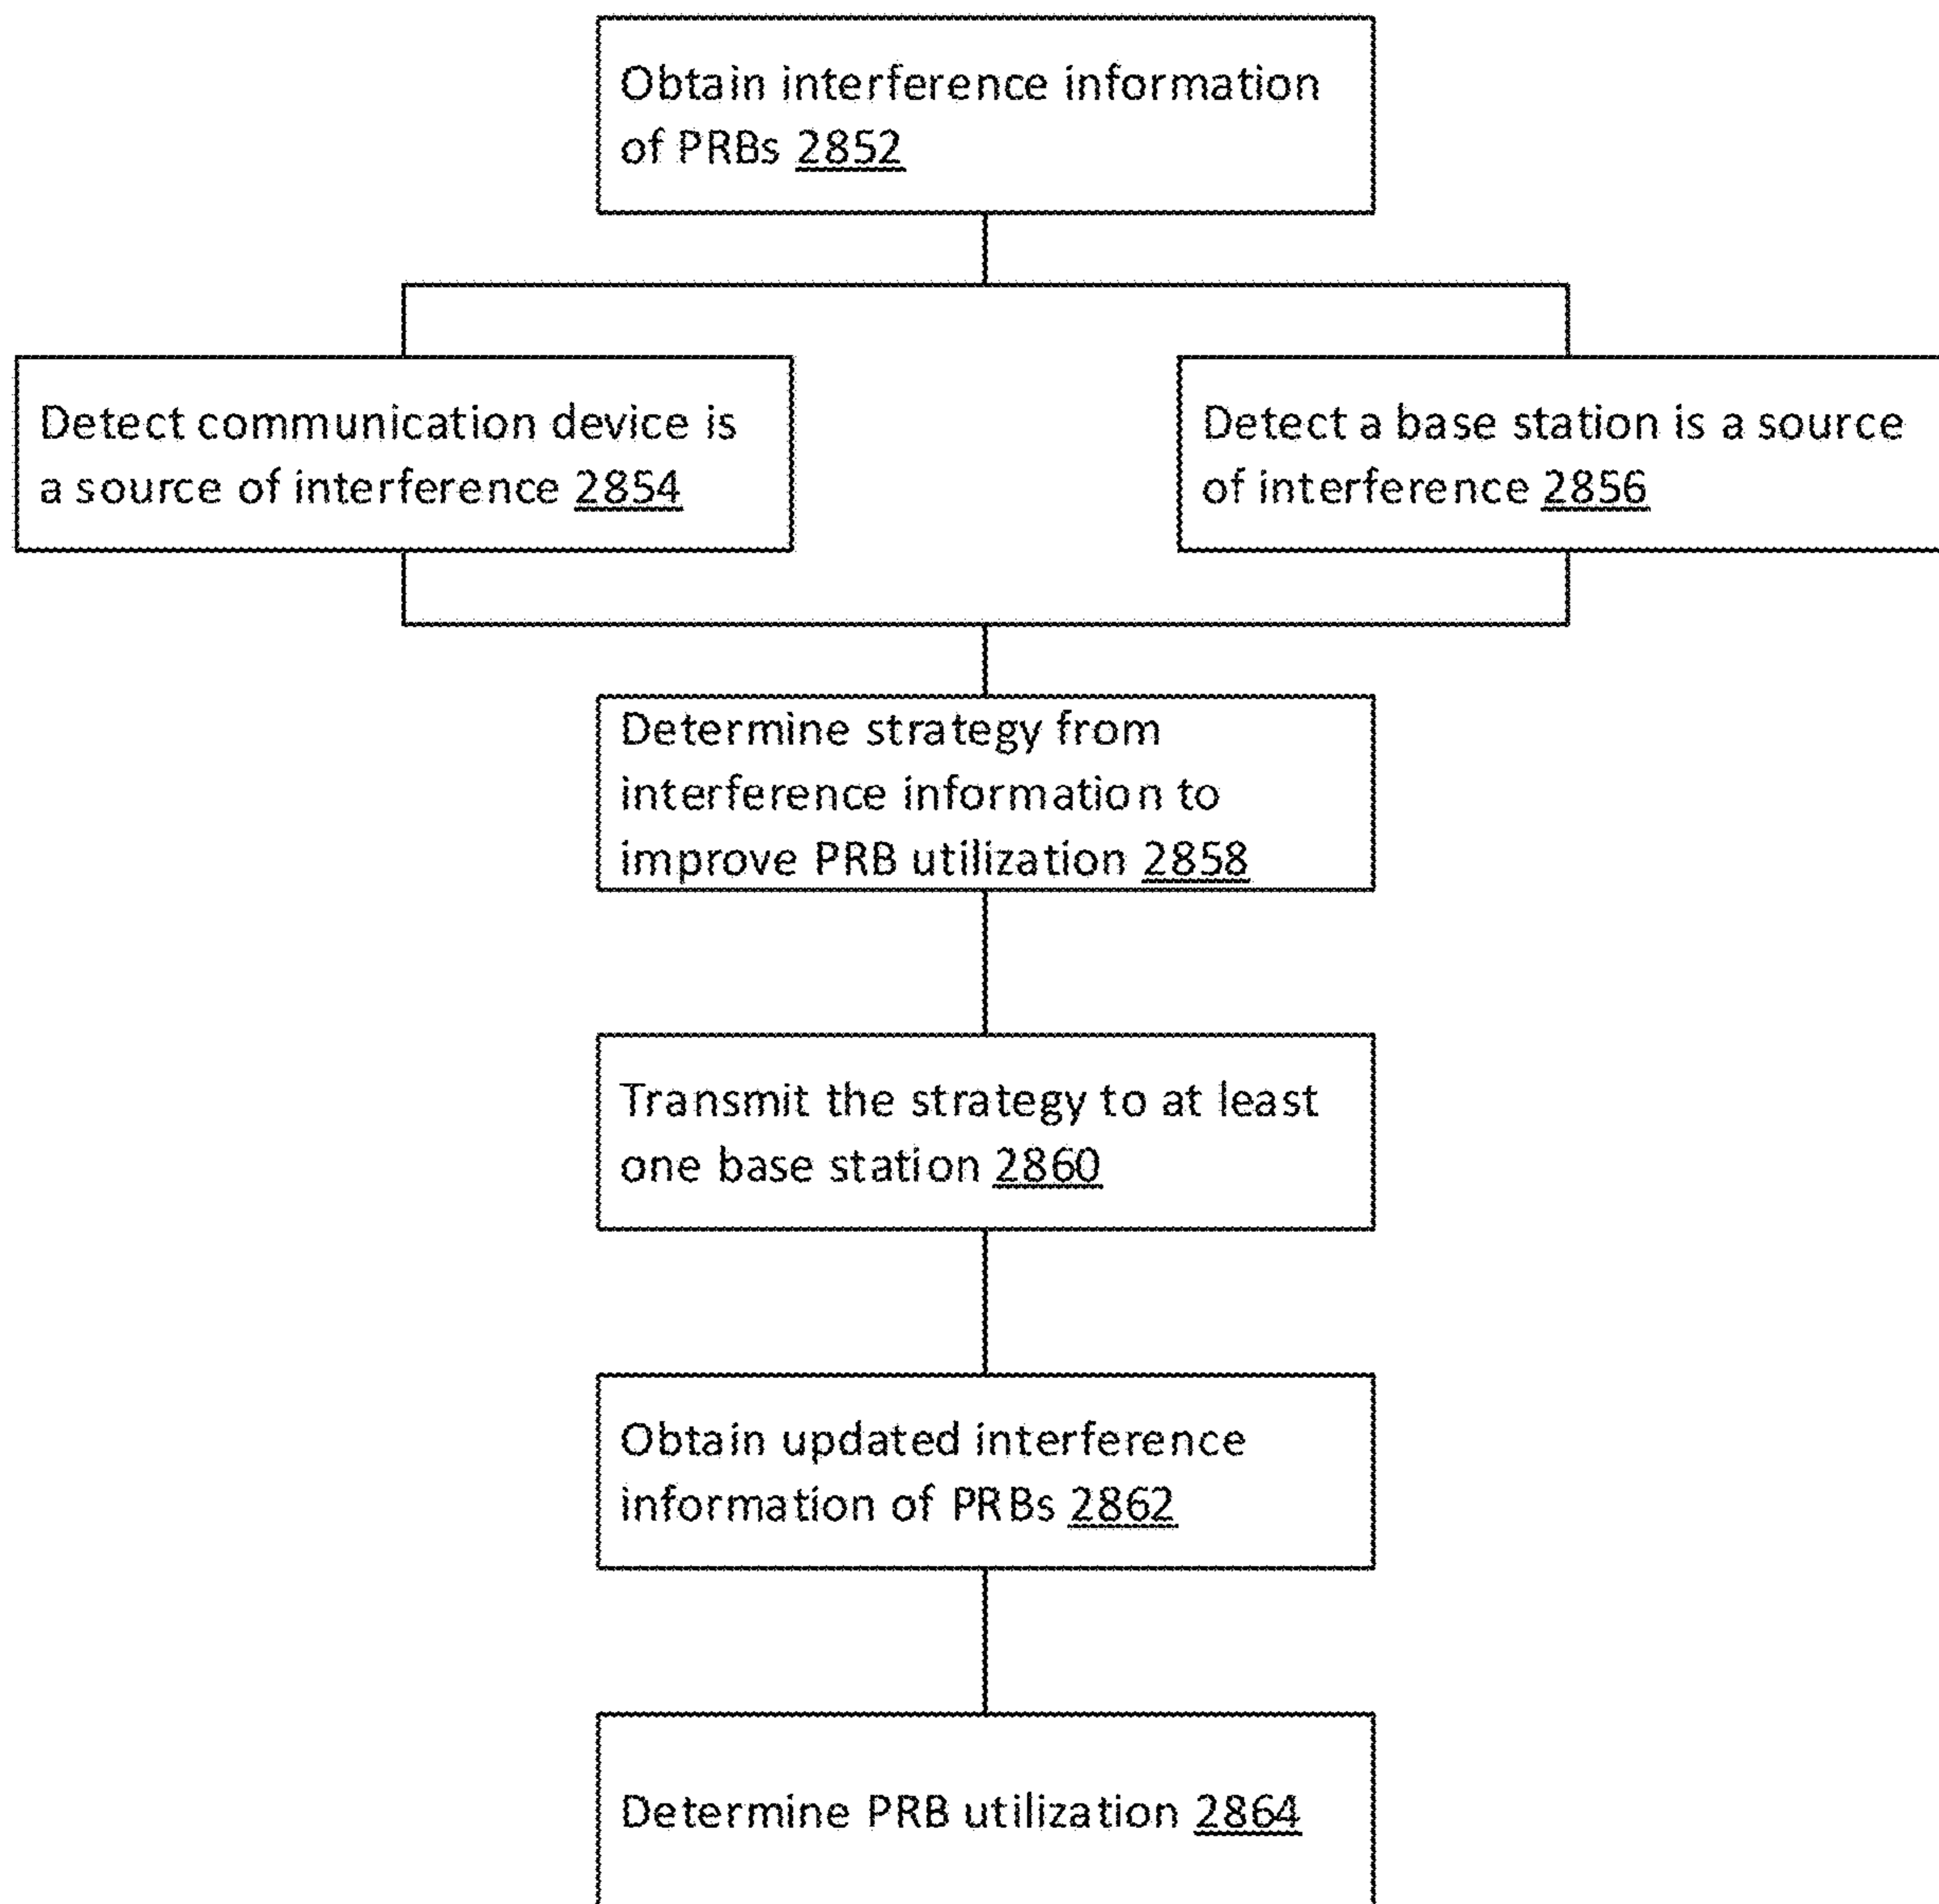 Obtain interference information
of PRBs 2852
Detect communication device is
a source of interference 2854
Detect a base station is a source
of interference 2856
Determine strategy from
interference information to
improve PRB utilization 2858
Transmit the strategy to at least
one base station 2860
Obtain updated interference
information of PRBs 2862
Determine PRB utilization 2864